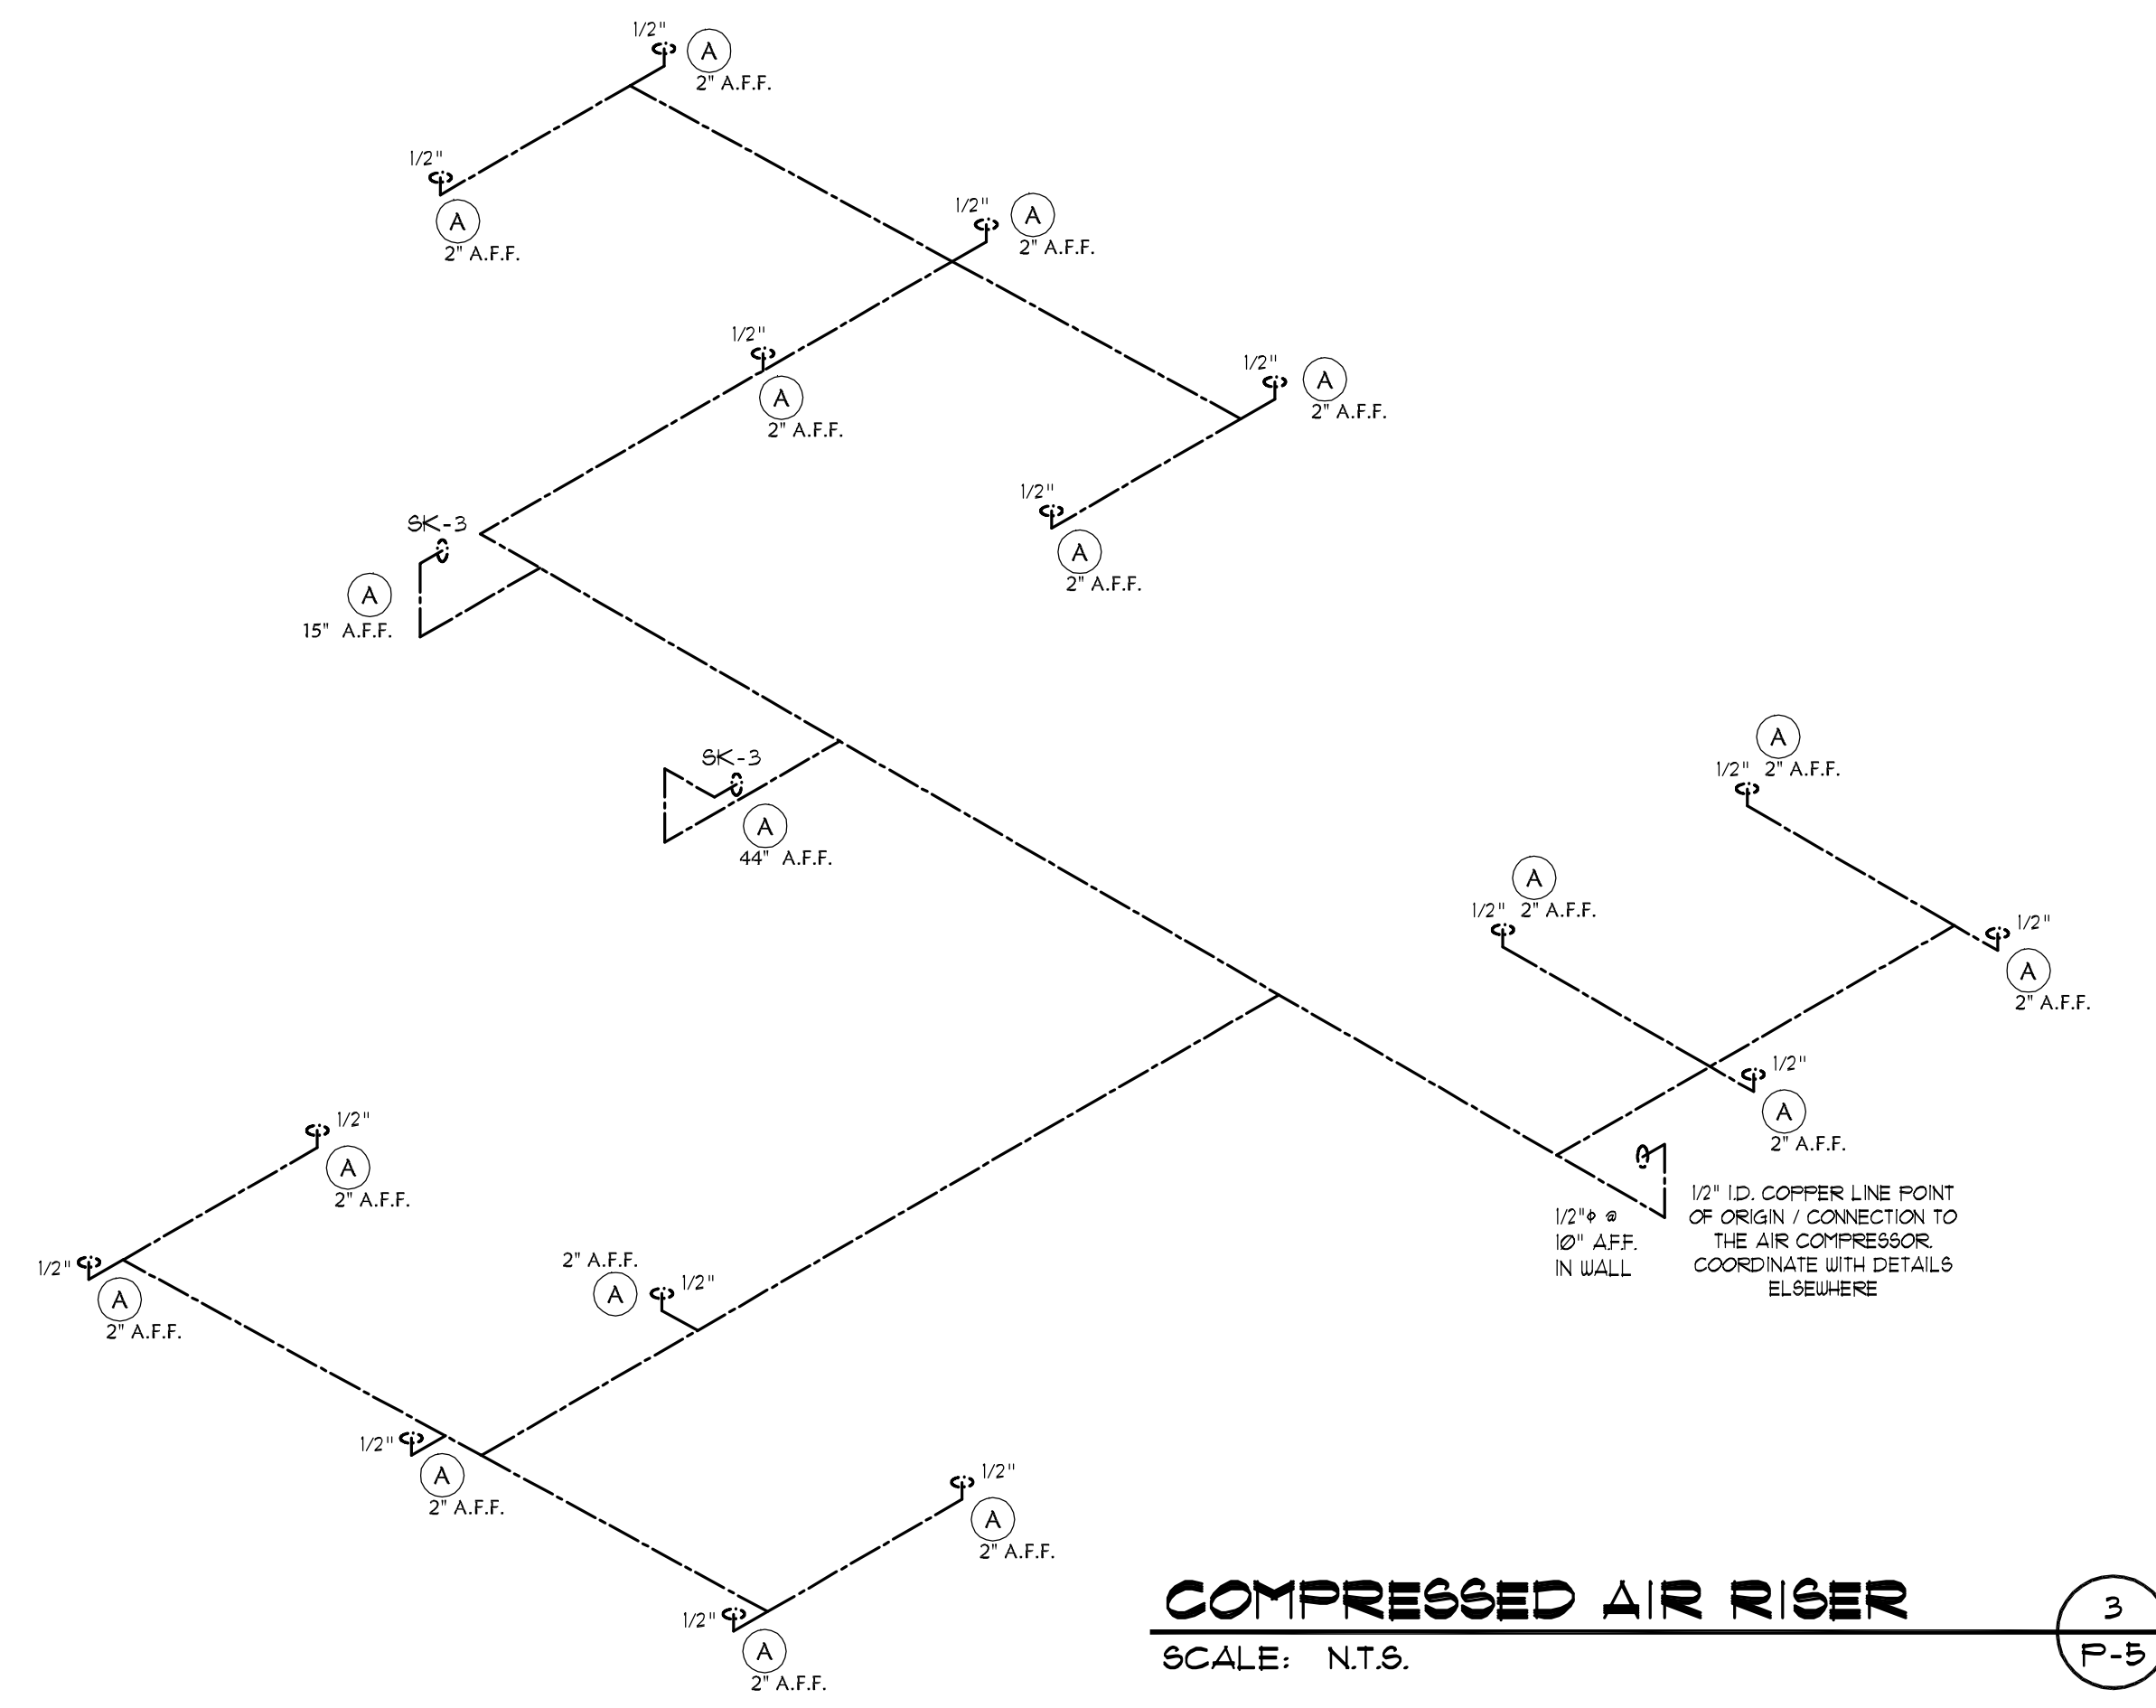 1/2"
A
2" A.F.F.
1/2"
A
2" A.F.F.
1/2"
A
2" A.F.F.
1/2"
A
2" A.F.F.
1/2"
A
2" A.F.F.
1/2"
A
2" A.F.F.
SK-3
A
15" A.F.F.
SK-3
A
44" A.F.F.
A
1/2" 2" A.F.F.
A
1/2" 2" A.F.F.
1/2"
A
2" A.F.F.
1/2"
A
2" A.F.F.
1/2"ϕ @
10" A.F.F.
IN WALL
1/2" I.D. COPPER LINE POINT
OF ORIGIN / CONNECTION TO
THE AIR COMPRESSOR.
COORDINATE WITH DETAILS
ELSEWHERE
1/2"
A
2" A.F.F.
1/2"
A
2" A.F.F.
2" A.F.F.
A
1/2"
1/2"
A
2" A.F.F.
1/2"
A
2" A.F.F.
1/2"
A
2" A.F.F.
COMPRESSED AIR RISER
SCALE: N.T.S.
3
P-5